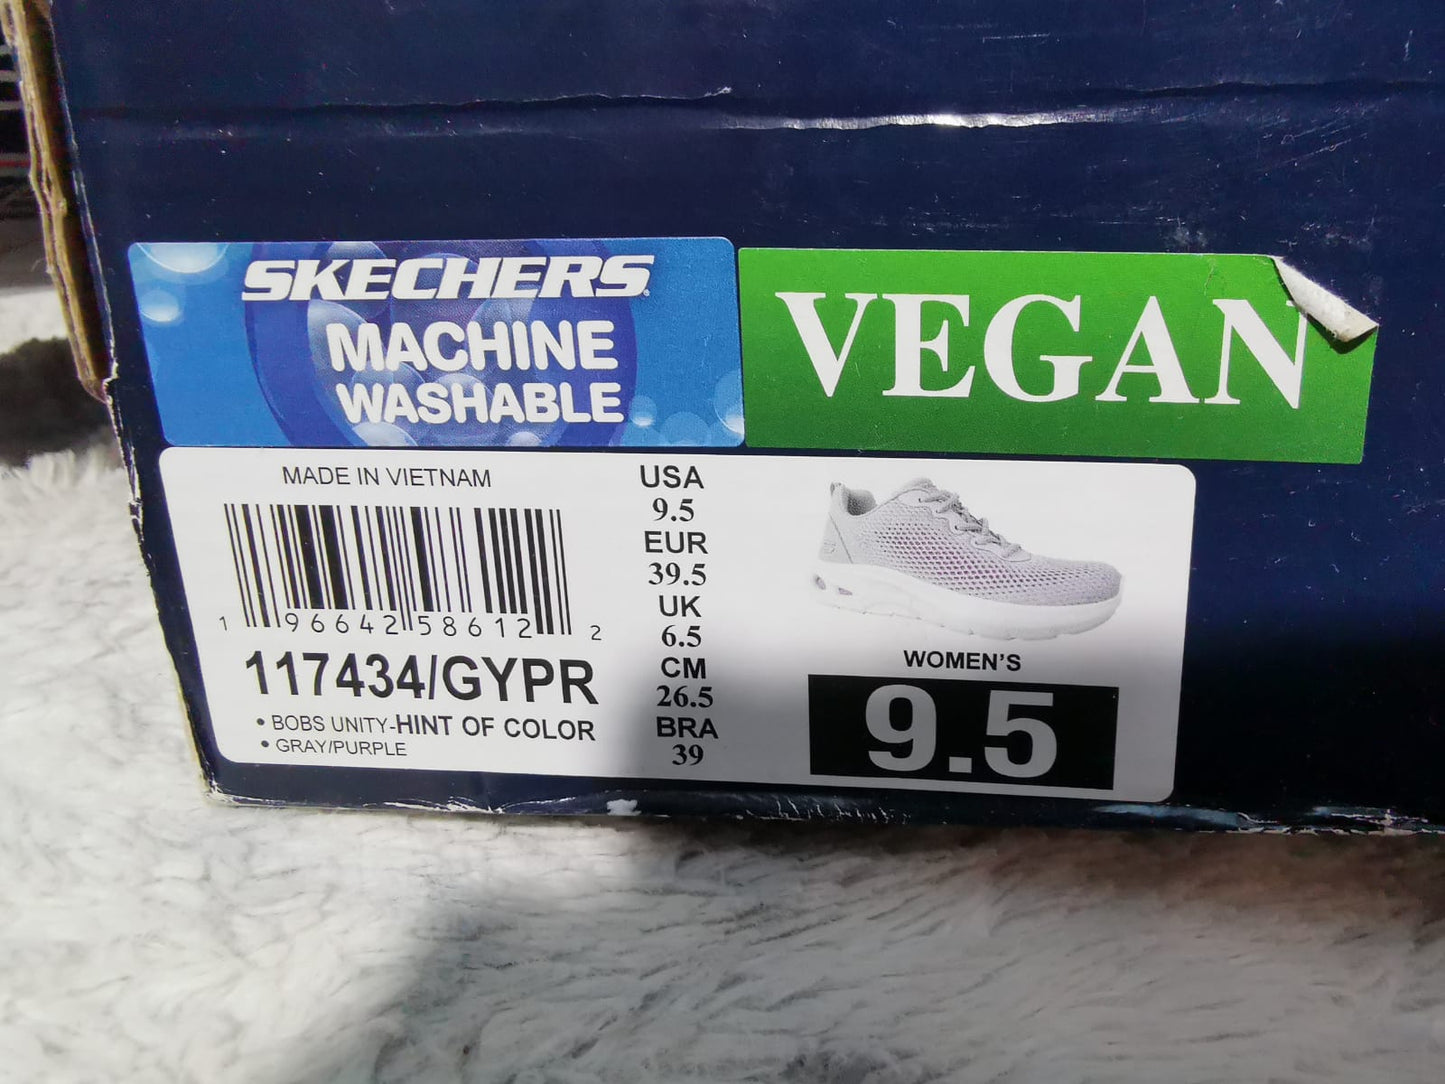 SKECHERS
MACHINE
WASHABLE
VEGAN
MADE IN VIETNAM
1 96642 58612 2
117434/GYPR
• BOBS UNITY-HINT OF COLOR
• GRAY/PURPLE
USA
9.5
EUR
39.5
UK
6.5
CM
26.5
BRA
39
WOMEN'S
9.5